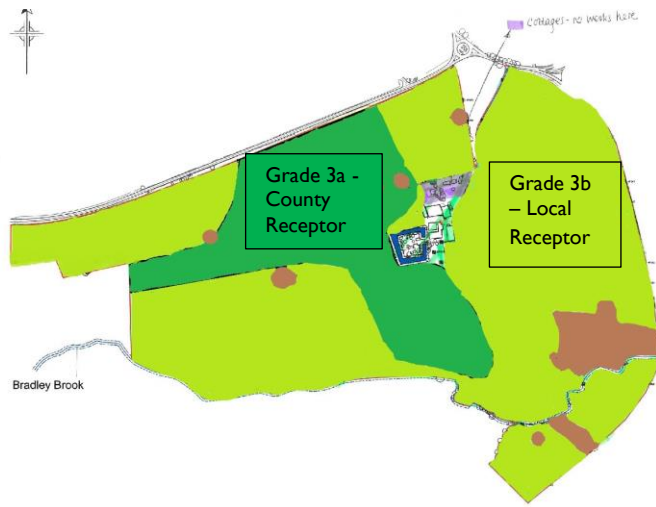 Cottages - no works here
Grade 3a -
County
Receptor
Grade 3b
– Local
Receptor
Bradley Brook